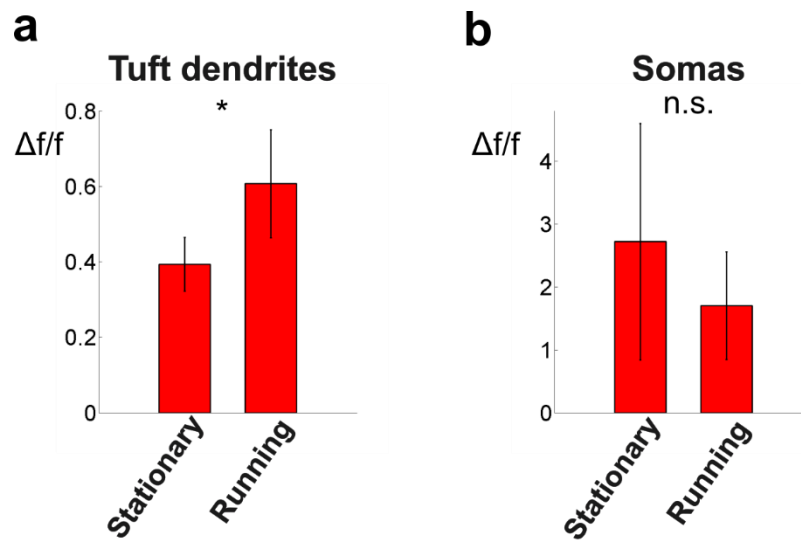 a
Tuft dendrites
*
Δf/f
0.8
0.6
0.4
0.2
0
Stationary
Running
b
Somas
n.s.
Δf/f
4
3
2
1
0
Stationary
Running